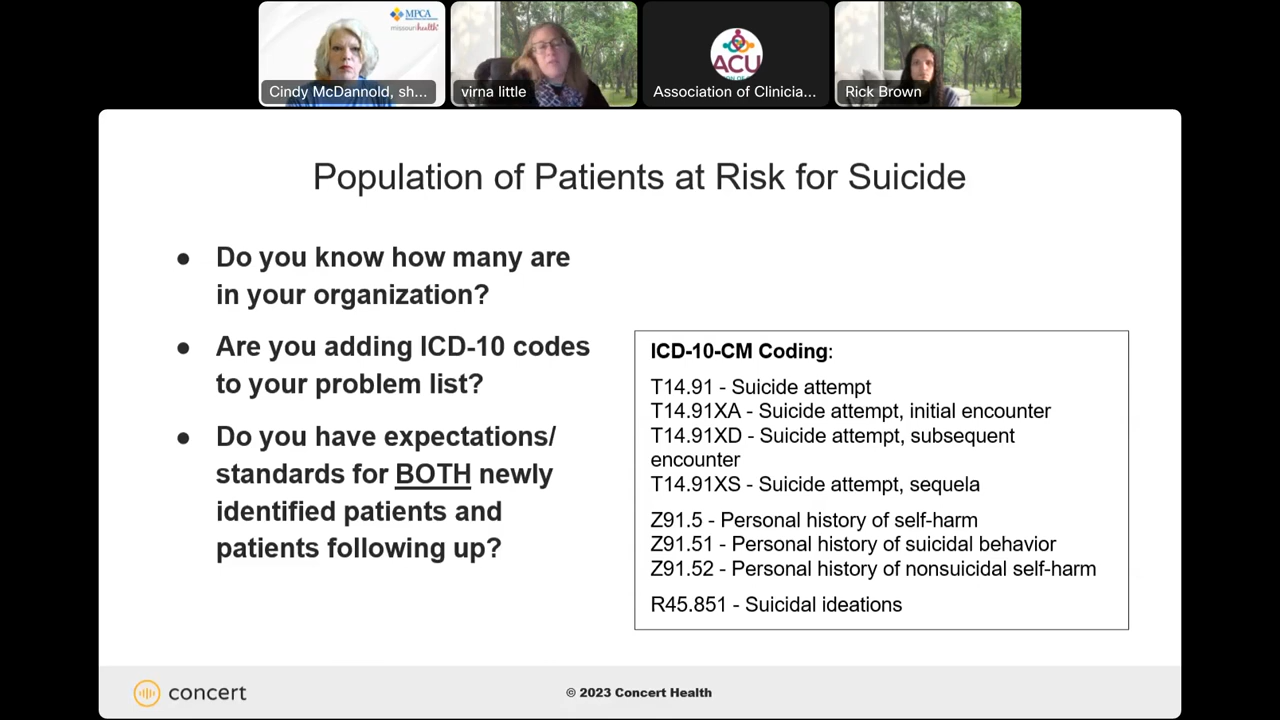 MPCA
missourihealth+
ACU
Cindy McDannold, sh...
virna little
Association of Clinicia...
Rick Brown
Population of Patients at Risk for Suicide
● Do you know how many are
in your organization?
● Are you adding ICD-10 codes
to your problem list?
● Do you have expectations/
standards for BOTH newly
identified patients and
patients following up?
ICD-10-CM Coding:
T14.91 - Suicide attempt
T14.91XA - Suicide attempt, initial encounter
T14.91XD - Suicide attempt, subsequent
encounter
T14.91XS - Suicide attempt, sequela
Z91.5 - Personal history of self-harm
Z91.51 - Personal history of suicidal behavior
Z91.52 - Personal history of nonsuicidal self-harm
R45.851 - Suicidal ideations
concert
© 2023 Concert Health